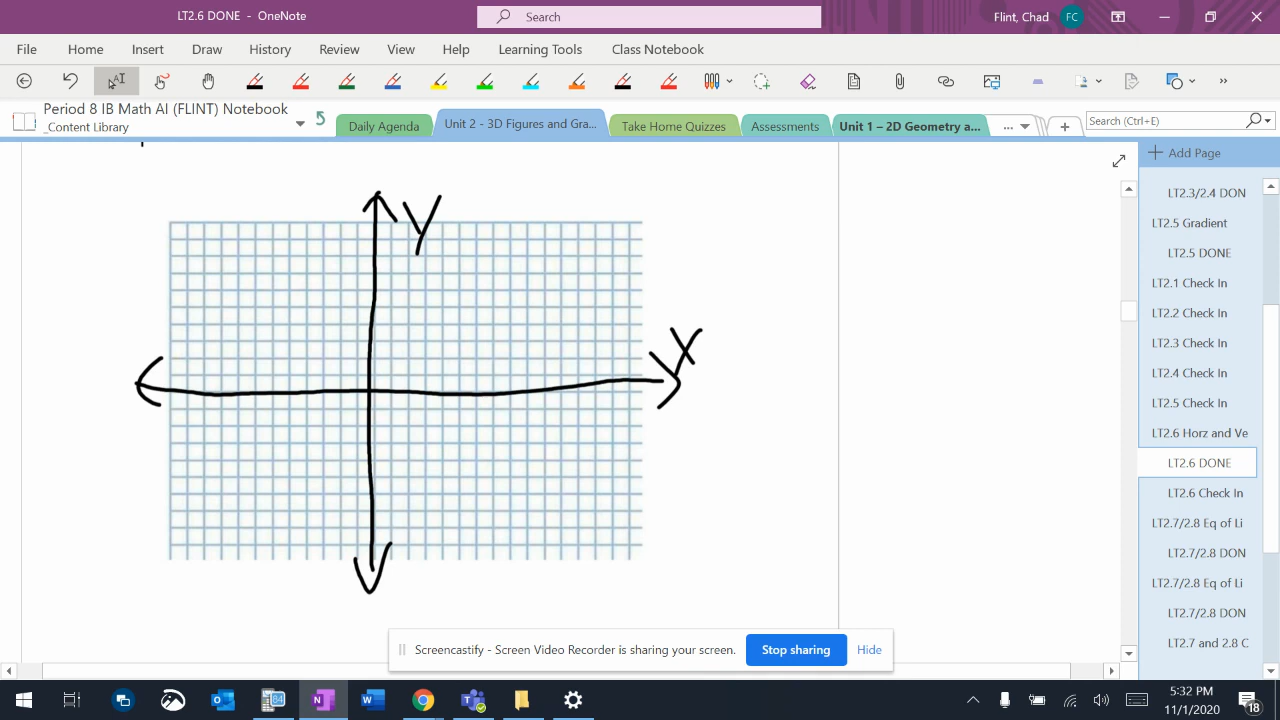 LT2.6 DONE - OneNote
Search
Flint, Chad
FC
File Home Insert Draw History Review View Help Learning Tools Class Notebook
Period 8 IB Math AI (FLINT) Notebook
_Content Library
Daily Agenda
Unit 2 - 3D Figures and Gra...
Take Home Quizzes
Assessments
Unit 1 – 2D Geometry a...
...
Search (Ctrl+E)
Add Page
LT2.3/2.4 DON
LT2.5 Gradient
LT2.5 DONE
LT2.1 Check In
LT2.2 Check In
LT2.3 Check In
LT2.4 Check In
LT2.5 Check In
LT2.6 Horz and Ve
LT2.6 DONE
LT2.6 Check In
LT2.7/2.8 Eq of Li
LT2.7/2.8 DON
LT2.7/2.8 Eq of Li
LT2.7/2.8 DON
LT2.7 and 2.8 C
Y
X
Screencastify - Screen Video Recorder is sharing your screen.
Stop sharing
Hide
5:32 PM
11/1/2020
18